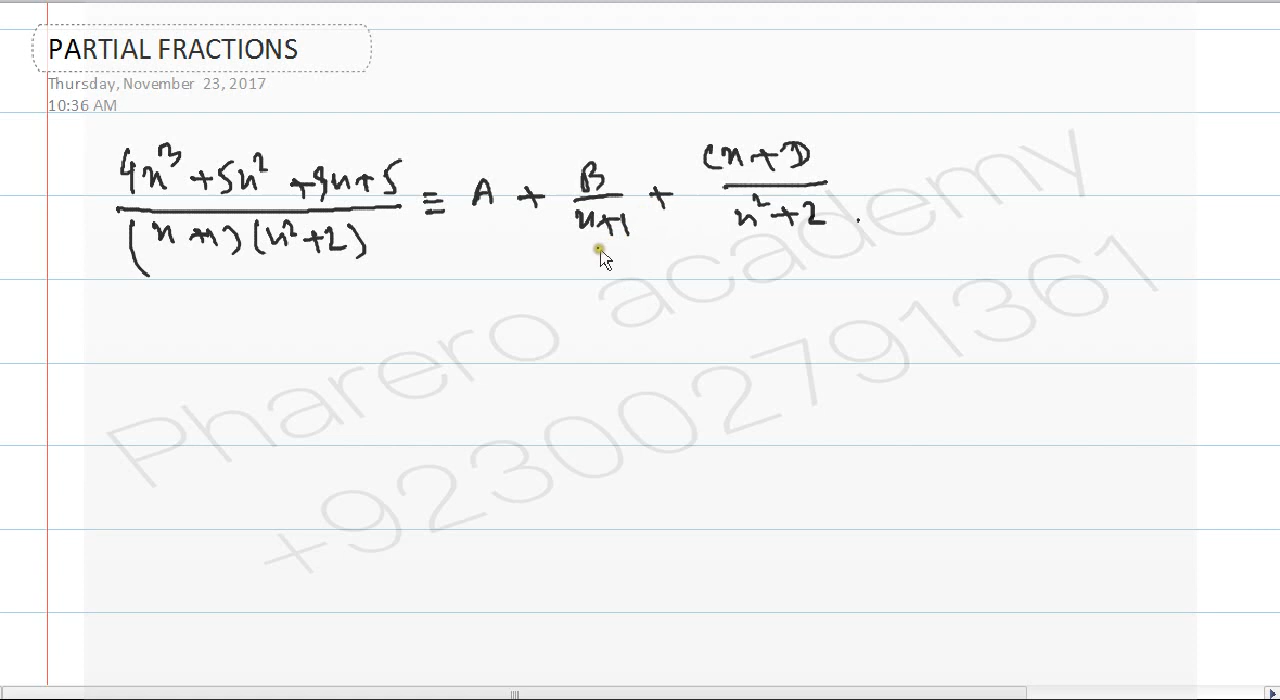 PARTIAL FRACTIONS
Thursday, November 23, 2017
10:36 AM
4x³ + 5x² + 9x + 5 / (x + 1)(x² + 2) ≡ A + B / x+1 + Cx + D / x² + 2 .
Pharero academy
+923002791361